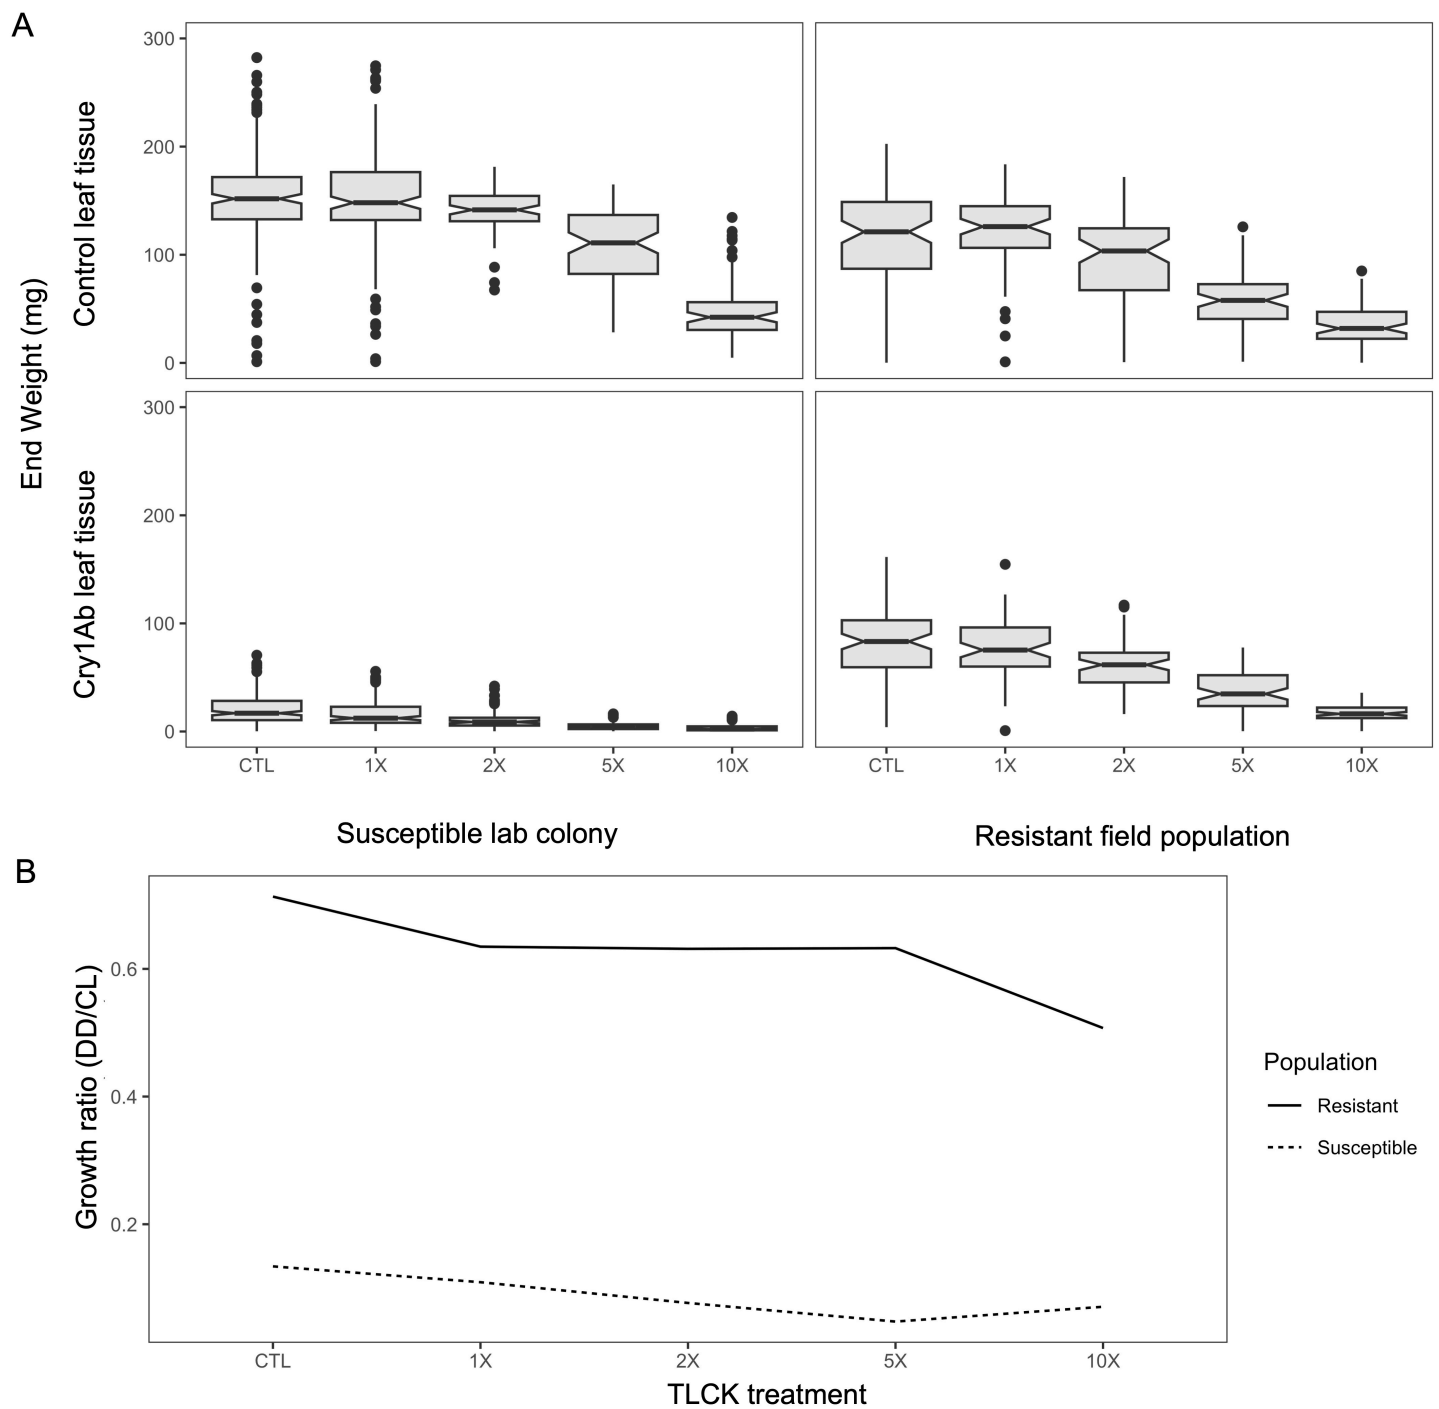 A
End Weight (mg)
Control leaf tissue
300
200
100
0
Cry1Ab leaf tissue
300
200
100
0
CTL 1X 2X 5X 10X
CTL 1X 2X 5X 10X
Susceptible lab colony
Resistant field population
B
Growth ratio (DD/CL)
0.6
0.4
0.2
CTL 1X 2X 5X 10X
TLCK treatment
Population
Resistant
Susceptible